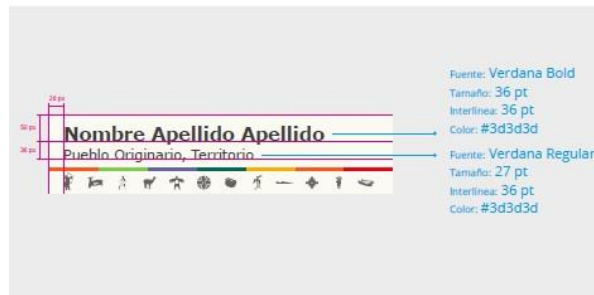 Fuente: Verdana Bold
Tamaño: 36 pt
Interlinea: 36 pt
Color: #3d3d3d
28 px
50 px
Nombre Apellido Apellido
36 px
Pueblo Originario, Territorio
Fuente: Verdana Regular
Tamaño: 27 pt
Interlinea: 36 pt
Color: #3d3d3d